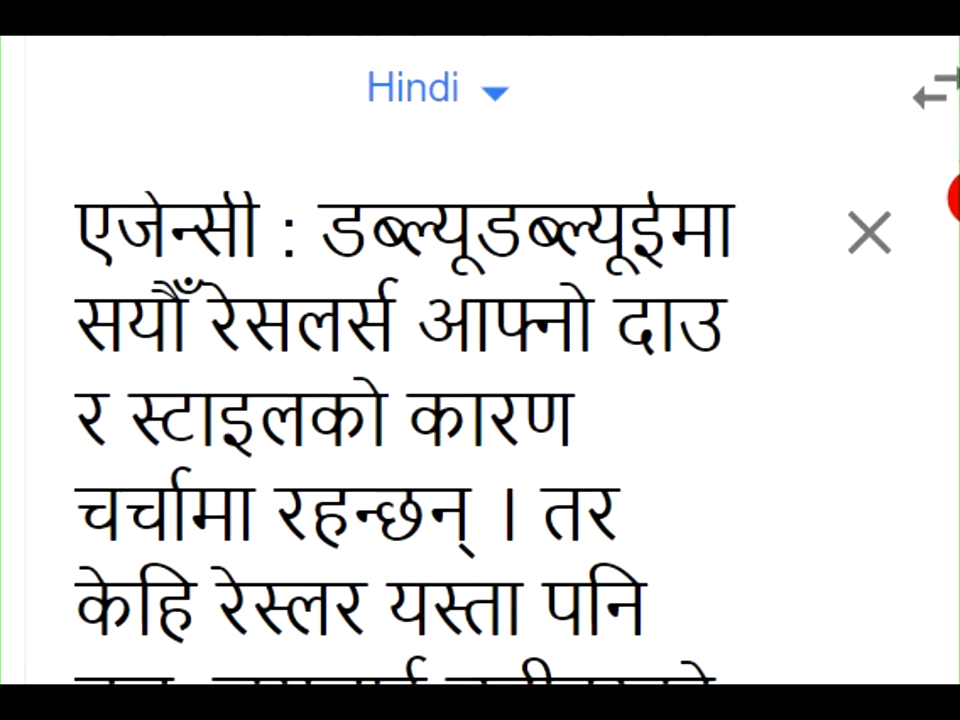 Hindi
एजेन्सी : डब्ल्यूडब्ल्यूईमा
सयौँ रेसलर्स आफ्नो दाउ
र स्टाइलको कारण
चर्चामा रहन्छन् । तर
केहि रेस्लर यस्ता पनि